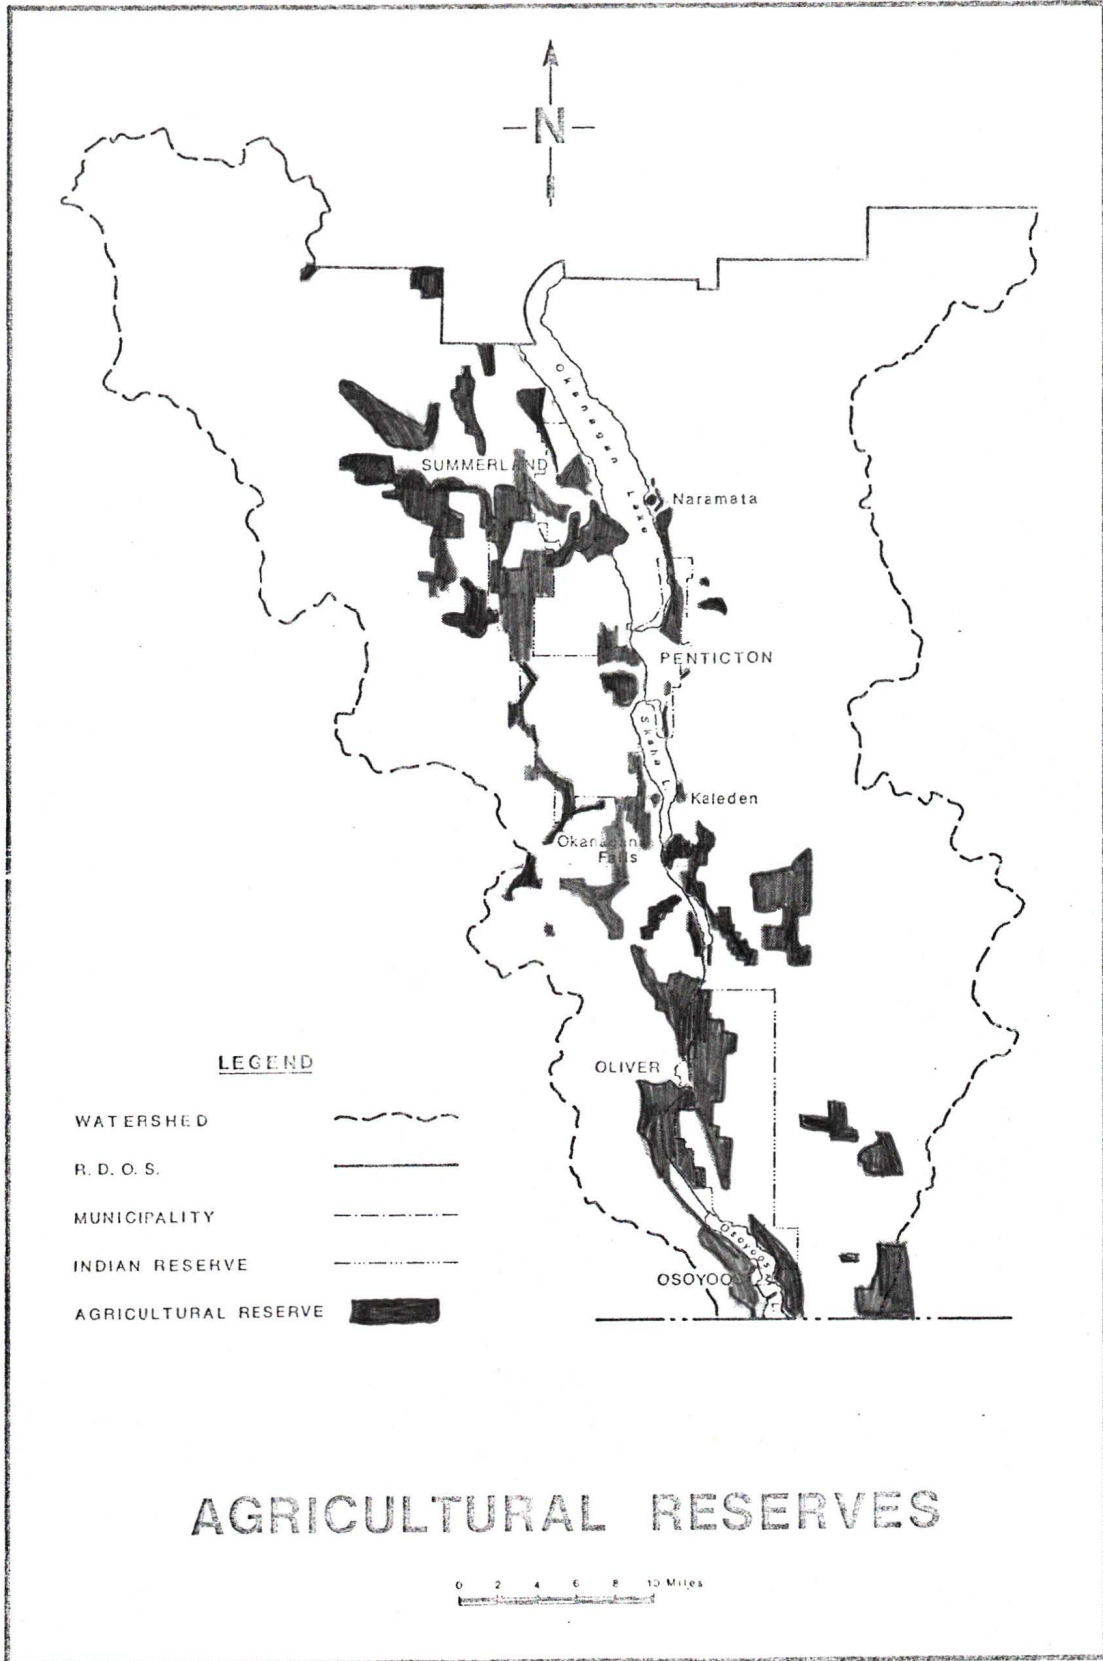 N
Okanagan Lake
SUMMERLAND
Naramata
PENTICTON
Skaha L.
Kaleden
Okanagan
Falls
OLIVER
Osoyoos L.
OSOYOOS
LEGEND
WATERSHED
R. D. O. S.
MUNICIPALITY
INDIAN RESERVE
AGRICULTURAL RESERVE
AGRICULTURAL RESERVES
0 2 4 6 8 10 Miles